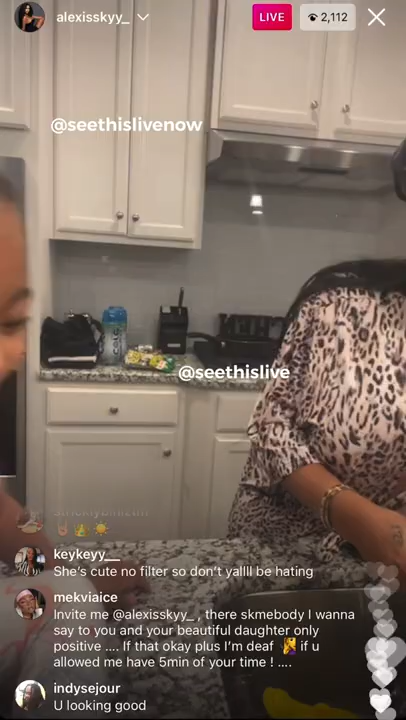 alexisskyy_
LIVE
2,112
@seethislivenow
@seethislive
keykeyy__
She's cute no filter so don't yallll be hating
mekviaice
Invite me @alexisskyy_ , there skmebody I wanna
say to you and your beautiful daughter only
positive .... If that okay plus I'm deaf 🧏 if u
allowed me have 5min of your time ! ....
indysejour
U looking good